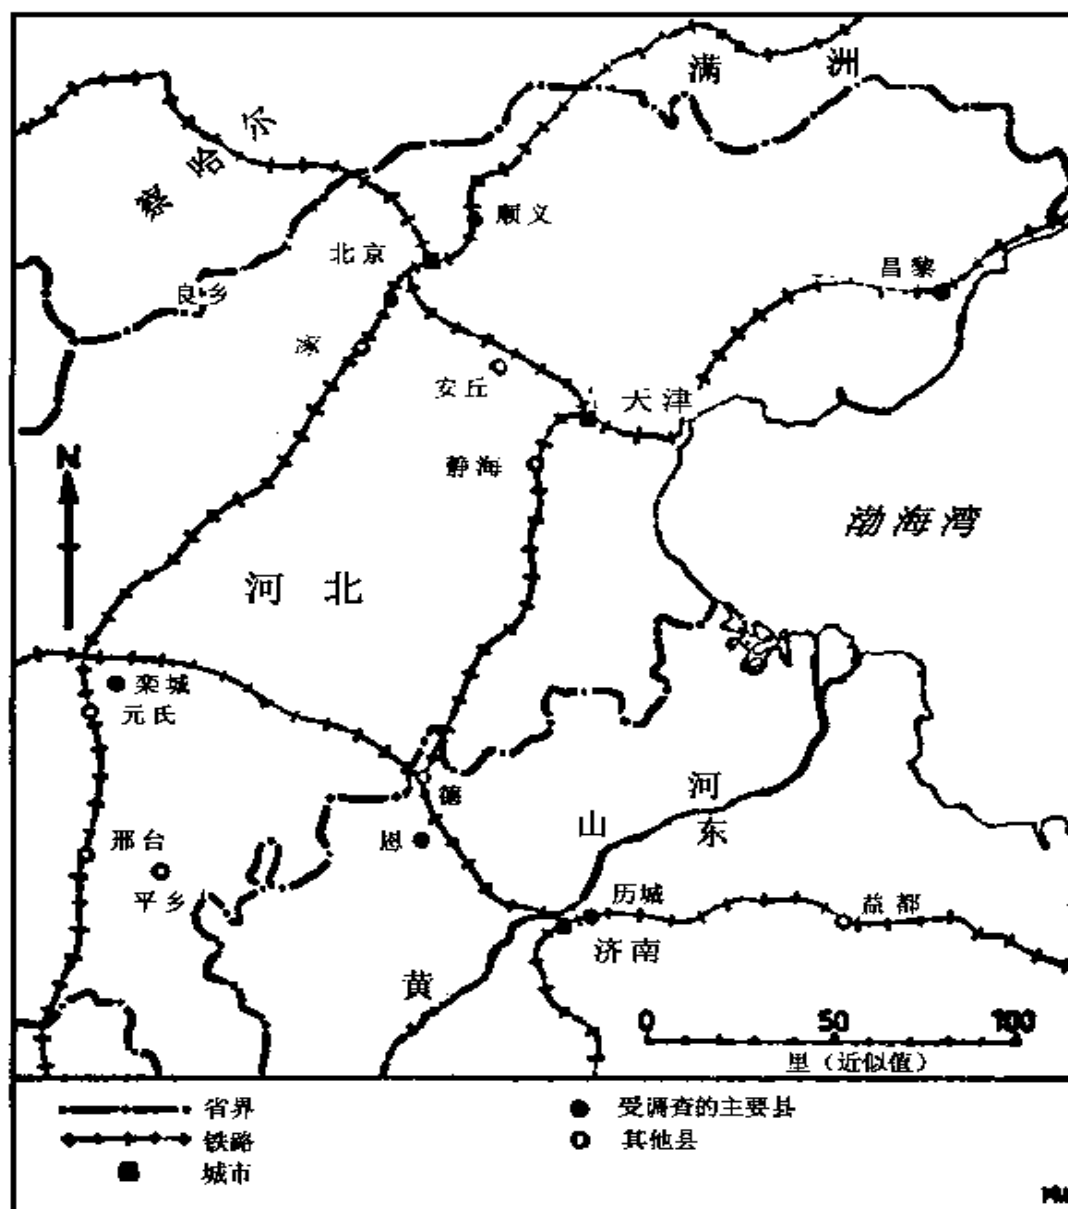 满洲
察哈尔
顺义
北京
昌黎
良乡
涿
安丘
天津
N
静海
渤海湾
河北
栾城
元氏
德
河
山东
恩
邢台
平乡
历城
益都
济南
黄
0 50 100
里（近似值）
省界
受调查的主要县
铁路
其他县
城市